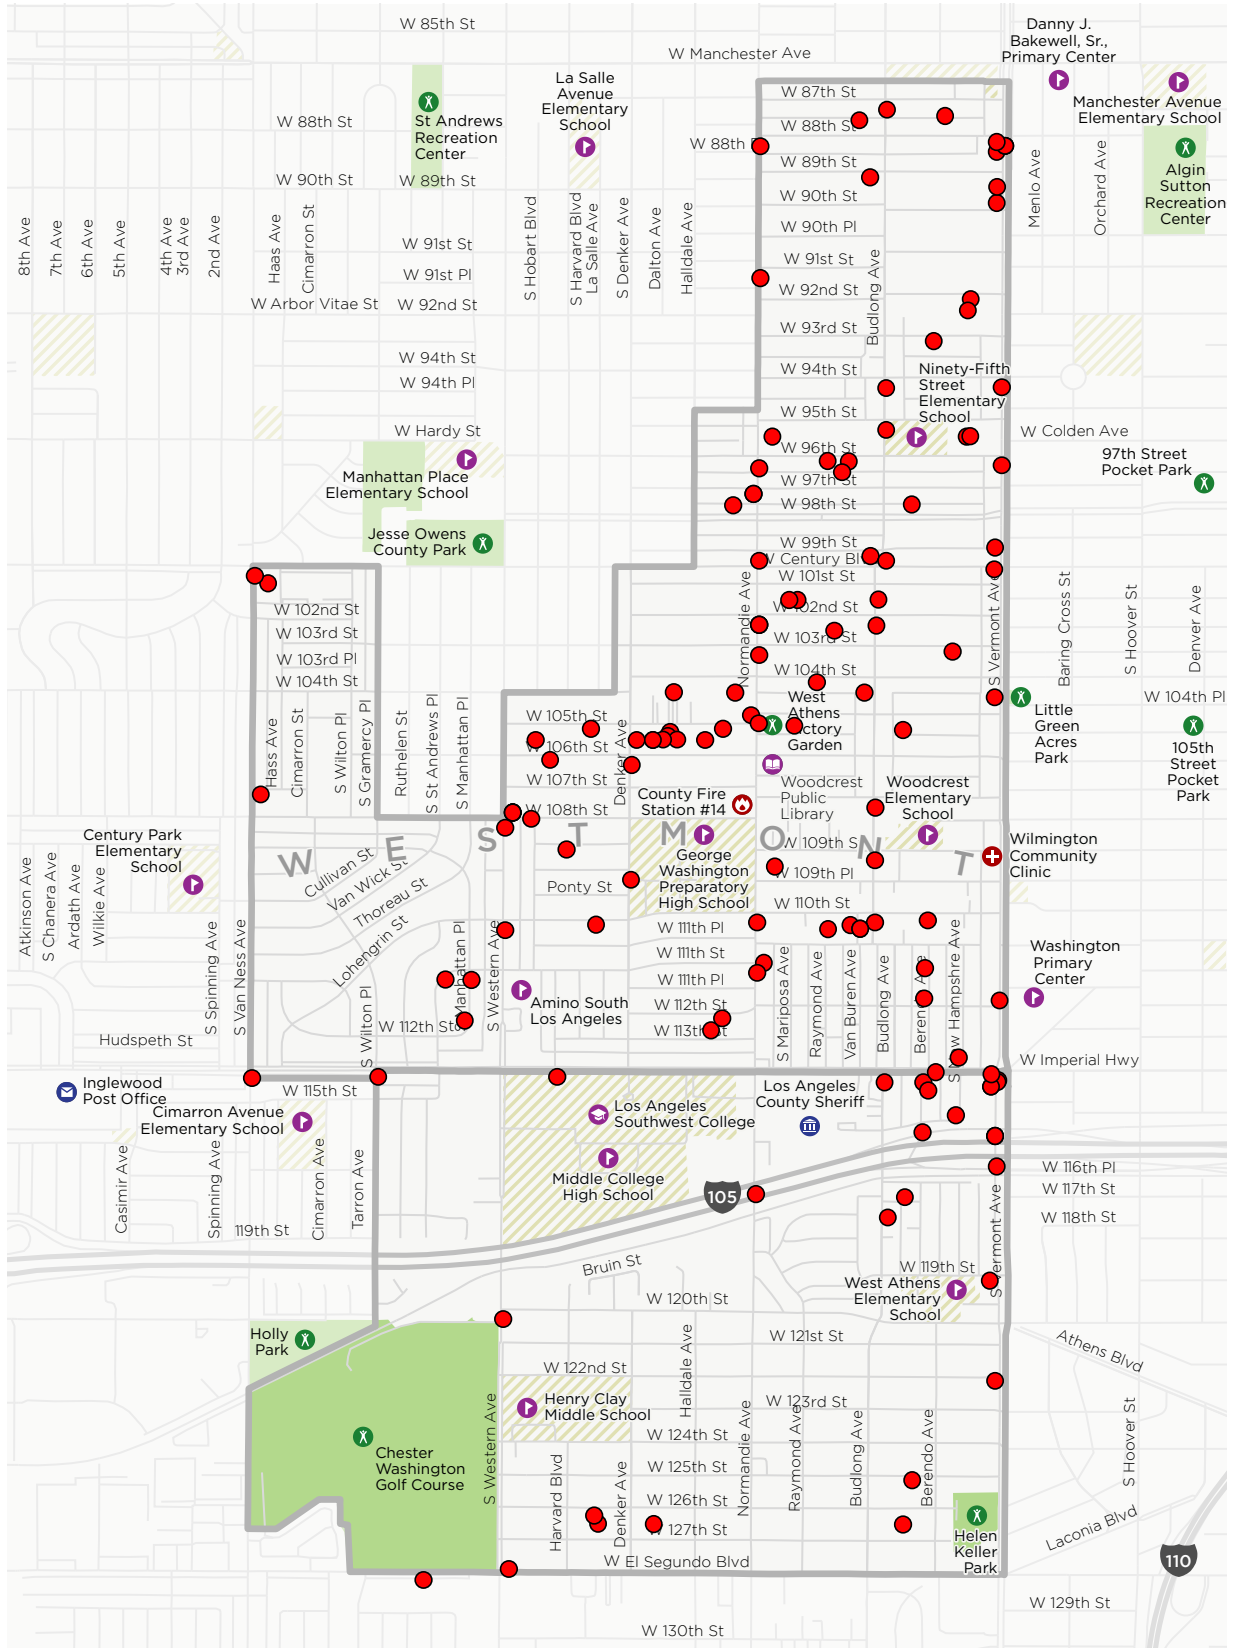 W 85th St
W Manchester Ave
Danny J.
Bakewell, Sr.,
Primary Center
La Salle
Avenue
Elementary
School
W 87th St
Manchester Avenue
Elementary School
St Andrews
Recreation
Center
W 88th St
W 88th St
W 88th
W 89th St
W 90th St
W 89th St
W 90th St
Algin
Sutton
Recreation
Center
Menlo Ave
Orchard Ave
8th Ave
7th Ave
6th Ave
5th Ave
4th Ave
3rd Ave
2nd Ave
Haas Ave
Cimarron St
S Hobart Blvd
S Harvard Blvd
La Salle Ave
S Denker Ave
Dalton Ave
Halldale Ave
W 90th Pl
W 91st St
W 91st St
W 91st Pl
W 92nd St
W Arbor Vitae St
W 92nd St
Budlong Ave
W 93rd St
W 94th St
W 94th St
W 94th Pl
Ninety-Fifth
Street
Elementary
School
W 95th St
W Hardy St
W Colden Ave
W 96th St
97th Street
Pocket Park
Manhattan Place
Elementary School
W 97th St
W 98th St
Jesse Owens
County Park
W 99th St
W Century Bl
W 101st St
W 102nd St
W 102nd St
W 103rd St
W 103rd St
W 103rd Pl
W 104th St
W 104th St
Normandie Ave
S Vermont Ave
Baring Cross St
S Hoover St
Denver Ave
W 104th Pl
Hass Ave
Cimarron St
S Wilton Pl
S Gramercy Pl
Ruthelen St
S St Andrews Pl
S Manhattan Pl
W 105th St
W 106th St
W 107th St
W 108th St
Denker Ave
West
Athens
Victory
Garden
Little
Green
Acres
Park
105th
Street
Pocket
Park
Woodcrest
Public
Library
Woodcrest
Elementary
School
County Fire
Station #14
WESTMONT
Century Park
Elementary
School
George
Washington
Preparatory
High School
W 109th S
W 109th Pl
Wilmington
Community
Clinic
Cullivan St
Van Wick St
Thoreau St
Lohengrin St
Ponty St
W 110th St
Atkinson Ave
S Chanera Ave
Ardath Ave
Wilkie Ave
S Spinning Ave
S Van Ness Ave
W 111th Pl
W 111th St
W 111th Pl
W 112th St
W 113th St
Washington
Primary
Center
S Wilton Pl
Manhattan Pl
S Western Ave
Amino South
Los Angeles
W 112th St
S Mariposa Ave
Raymond Ave
Van Buren Ave
Budlong Ave
Berendo Ave
S New Hampshire Ave
Hudspeth St
W Imperial Hwy
Inglewood
Post Office
W 115th St
Cimarron Avenue
Elementary School
Los Angeles
Southwest College
Los Angeles
County Sheriff
Middle College
High School
105
W 116th Pl
W 117th St
W 118th St
Casimir Ave
Spinning Ave
Cimarron Ave
Tarron Ave
119th St
Bruin St
W 119th St
S Vermont Ave
West Athens
Elementary
School
W 120th St
W 121st St
Holly
Park
Athens Blvd
W 122nd St
Halldale Ave
Henry Clay
Middle School
W 123rd St
W 124th St
Chester
Washington
Golf Course
S Western Ave
W 125th St
W 126th St
W 127th St
Harvard Blvd
Denker Ave
Normandie Ave
Raymond Ave
Budlong Ave
Berendo Ave
S Hoover St
Laconia Blvd
Helen
Keller
Park
W El Segundo Blvd
110
W 129th St
W 130th St